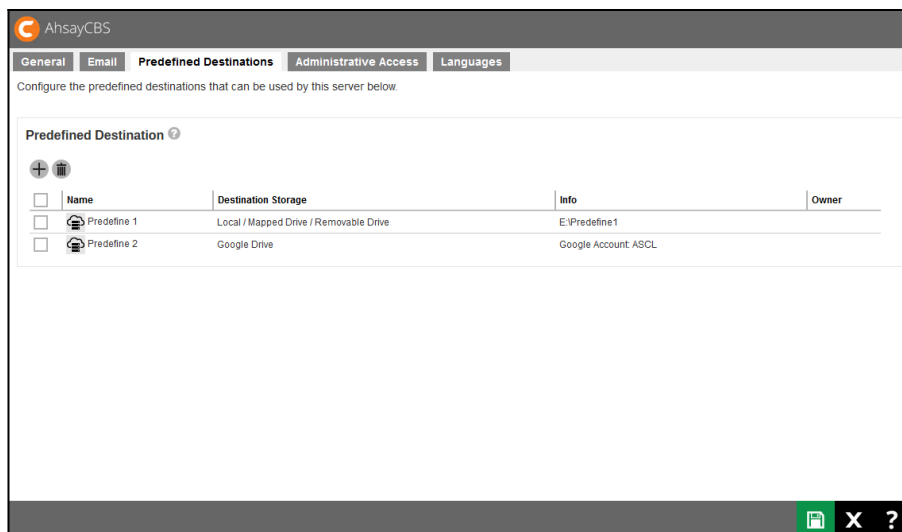 AhsayCBS
General Email Predefined Destinations Administrative Access Languages
Configure the predefined destinations that can be used by this server below.
Predefined Destination ?
Name Destination Storage Info Owner
Predefine 1 Local / Mapped Drive / Removable Drive E:\Predefine1
Predefine 2 Google Drive Google Account: ASCL
X ?